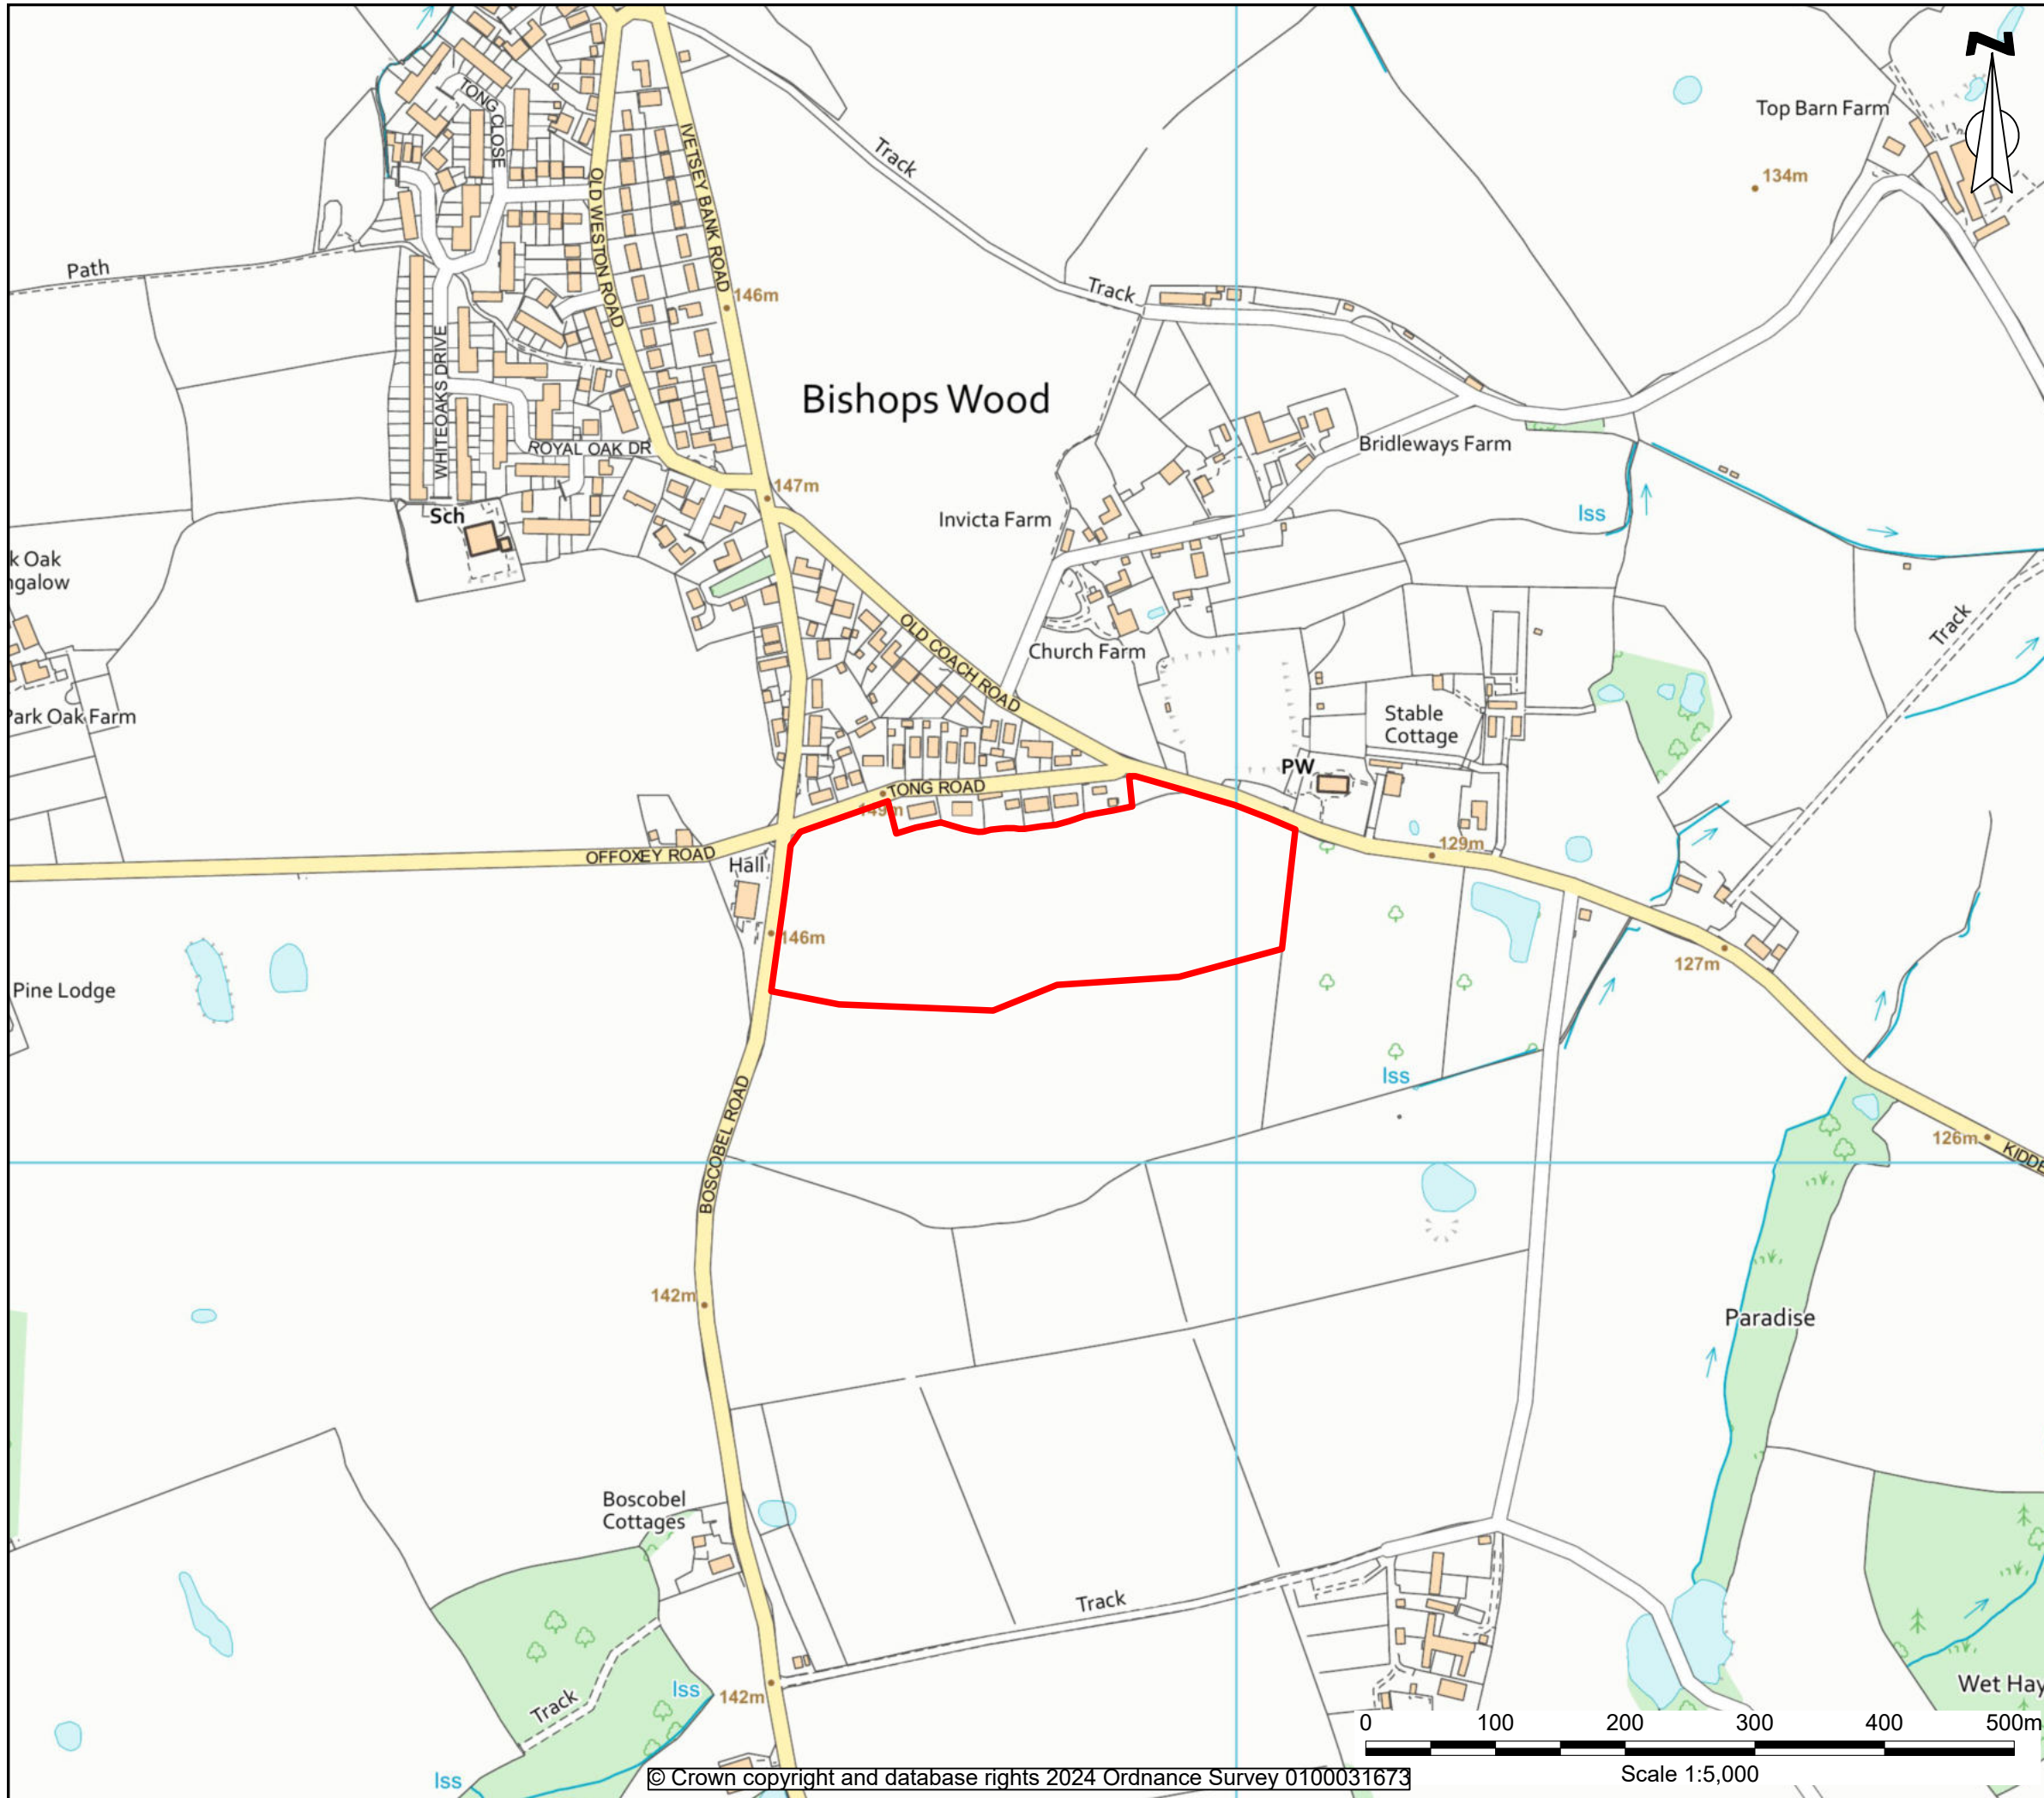 N
Top Barn Farm
134m
TONG CLOSE
OLD WESTON ROAD
IVETSEY BANK ROAD
Track
Path
146m
Track
WHITEOAKS DRIVE
Bishops Wood
ROYAL OAK DR
Bridleways Farm
147m
Sch
Invicta Farm
Iss
k Oak
ngalow
OLD COACH ROAD
Church Farm
Track
Park Oak Farm
Stable
Cottage
PW
TONG ROAD
149m
OFFOXEY ROAD
Hall
129m
146m
127m
Pine Lodge
Iss
BOSCOBEL ROAD
126m
KIDDE
142m
Paradise
Boscobel
Cottages
Track
Track
Iss
142m
Wet Hay
Iss
0 100 200 300 400 500m
Scale 1:5,000
© Crown copyright and database rights 2024 Ordnance Survey 0100031673